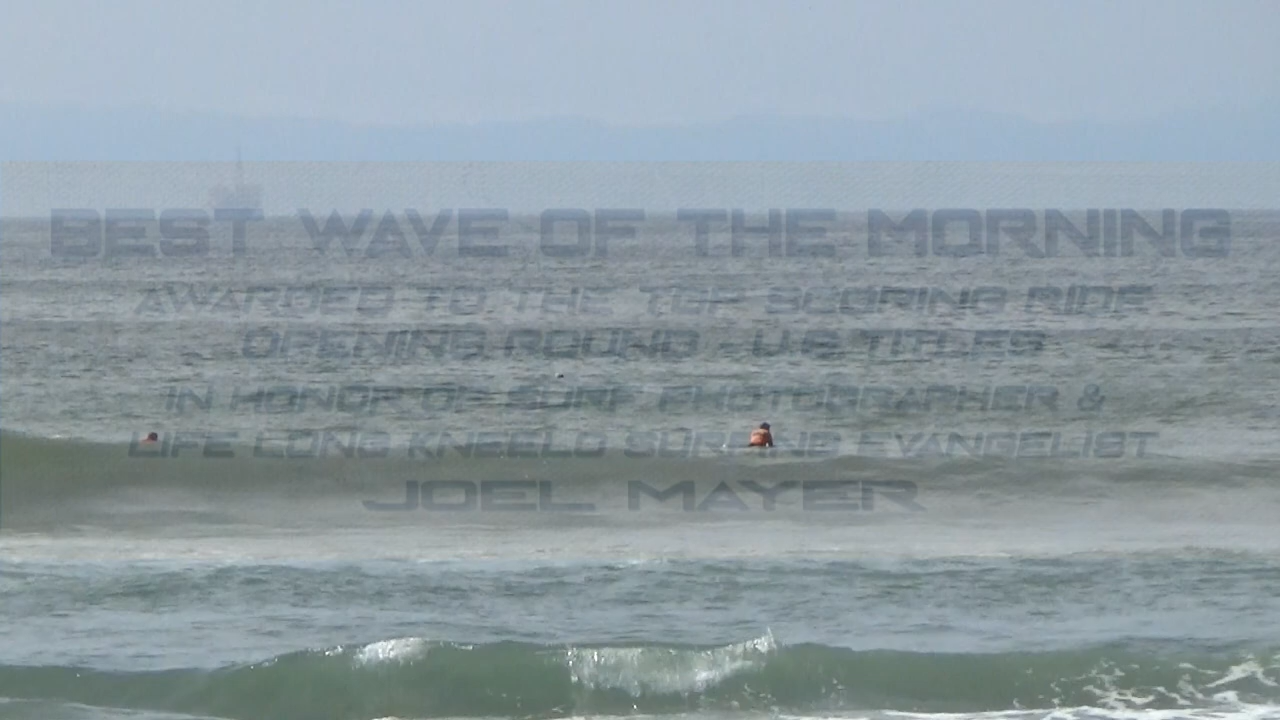 BEST WAVE OF THE MORNING
AWARDED TO THE TOP SCORING RIDE
OPENING ROUND - U.S TITLES
IN HONOR OF SURF PHOTOGRAPHER &
LIFE LONG KNEELO SURFING EVANGELIST
JOEL MAYER